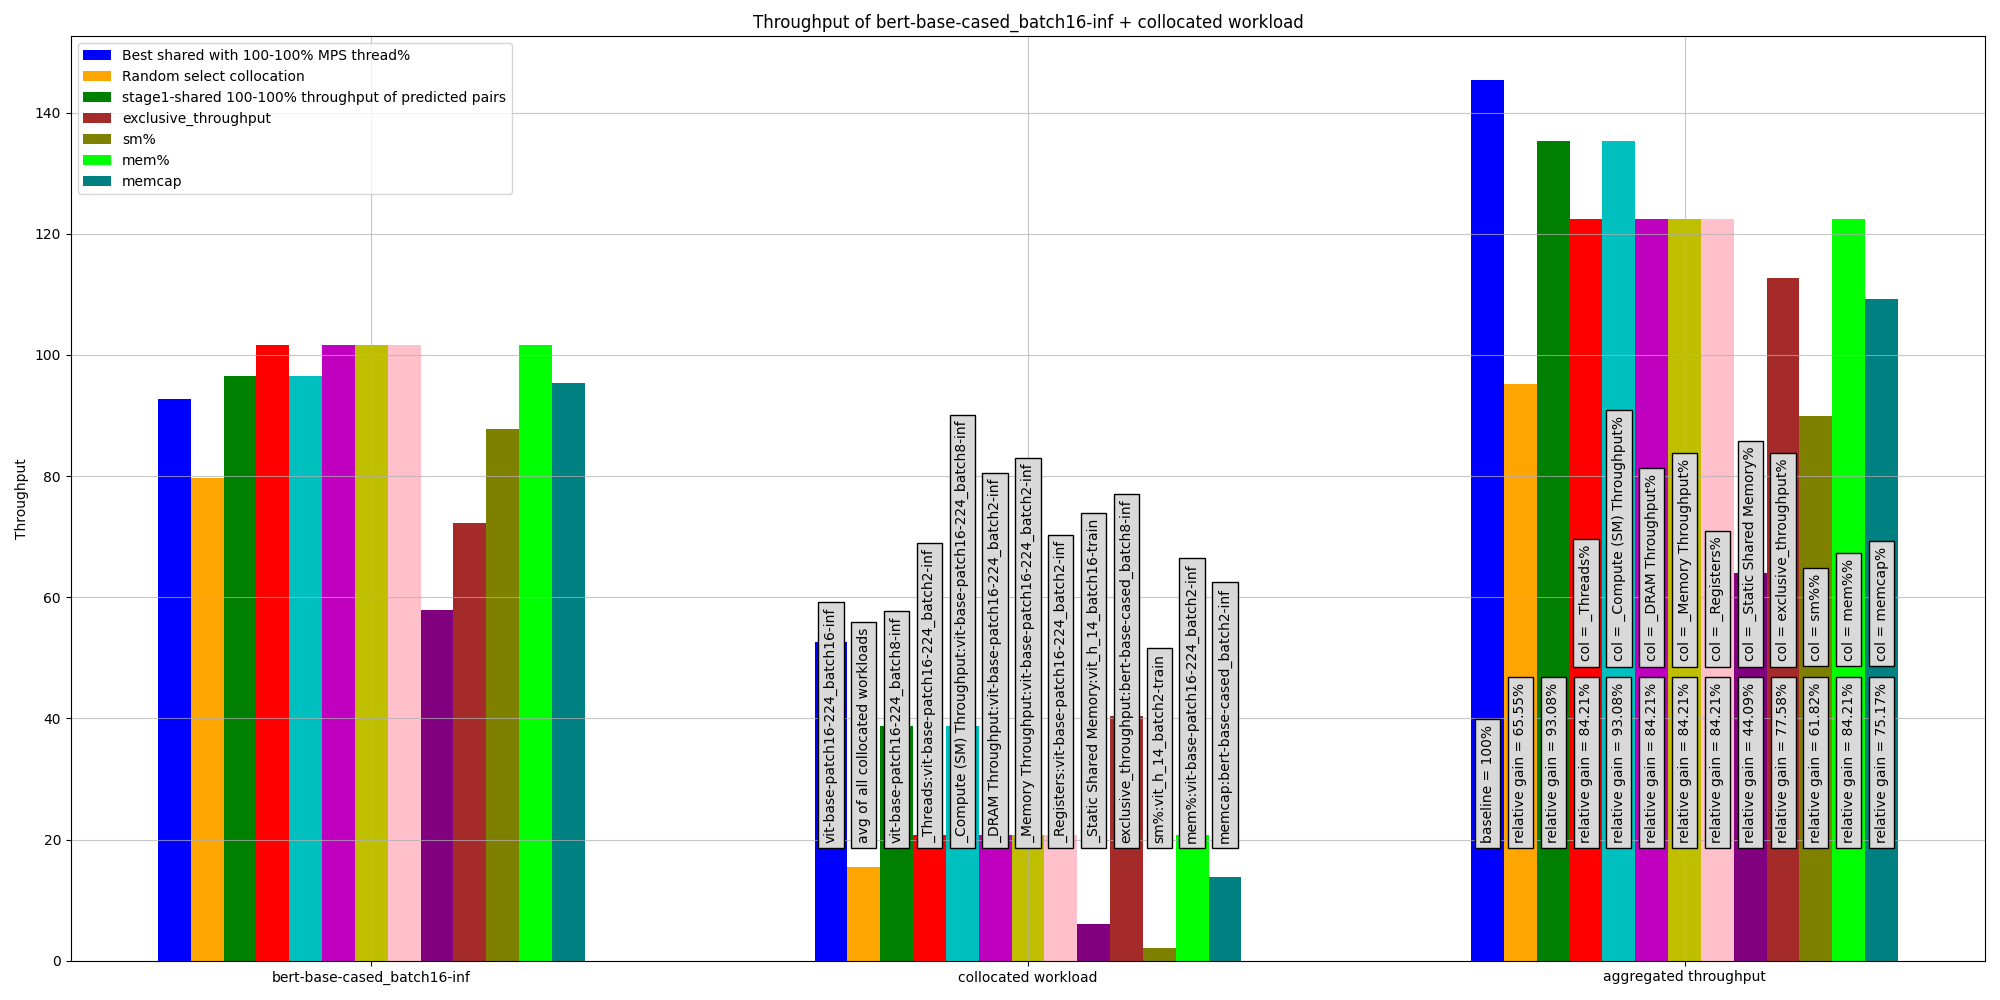 Throughput of bert-base-cased_batch16-inf + collocated workload
Best shared with 100-100% MPS thread%
Random select collocation
stage1-shared 100-100% throughput of predicted pairs
exclusive_throughput
sm%
mem%
memcap
Throughput
140
120
100
80
60
40
20
0
vit-base-patch16-224_batch16-inf
avg of all collocated workloads
vit-base-patch16-224_batch8-inf
_Threads:vit-base-patch16-224_batch2-inf
_Compute (SM) Throughput:vit-base-patch16-224_batch8-inf
_DRAM Throughput:vit-base-patch16-224_batch2-inf
_Memory Throughput:vit-base-patch16-224_batch2-inf
_Registers:vit-base-patch16-224_batch2-inf
_Static Shared Memory:vit_h_14_batch16-train
exclusive_throughput:bert-base-cased_batch8-inf
sm%:vit_h_14_batch2-train
mem%:vit-base-patch16-224_batch2-inf
memcap:bert-base-cased_batch2-inf
col = _Threads%
col = _Compute (SM) Throughput%
col = _DRAM Throughput%
col = _Memory Throughput%
col = _Registers%
col = _Static Shared Memory%
col = exclusive_throughput%
col = sm%%
col = mem%%
col = memcap%
baseline = 100%
relative gain = 65.55%
relative gain = 93.08%
relative gain = 84.21%
relative gain = 93.08%
relative gain = 84.21%
relative gain = 84.21%
relative gain = 84.21%
relative gain = 44.09%
relative gain = 77.58%
relative gain = 61.82%
relative gain = 84.21%
relative gain = 75.17%
bert-base-cased_batch16-inf
collocated workload
aggregated throughput